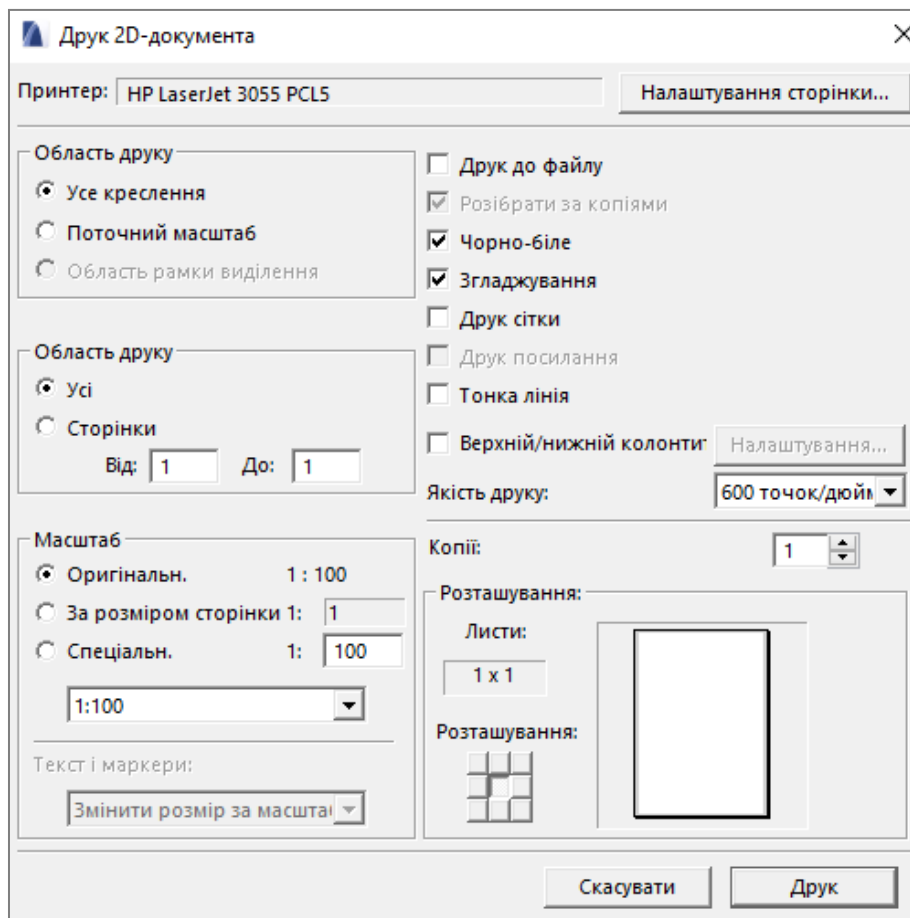 Друк 2D-документа
Принтер: HP LaserJet 3055 PCL5 Налаштування сторінки...
Область друку
Усе креслення
Поточний масштаб
Область рамки виділення
Область друку
Усі
Сторінки
Від: 1 До: 1
Масштаб
Оригінальн. 1 : 100
За розміром сторінки 1: 1
Спеціальн. 1: 100
1:100
Текст і маркери:
Змінити розмір за масшта
Друк до файлу
Розібрати за копіями
Чорно-біле
Згладжування
Друк сітки
Друк посилання
Тонка лінія
Верхній/нижній колонти Налаштування...
Якість друку: 600 точок/дюйм
Копії: 1
Розташування:
Листи:
1 x 1
Розташування:
Скасувати Друк